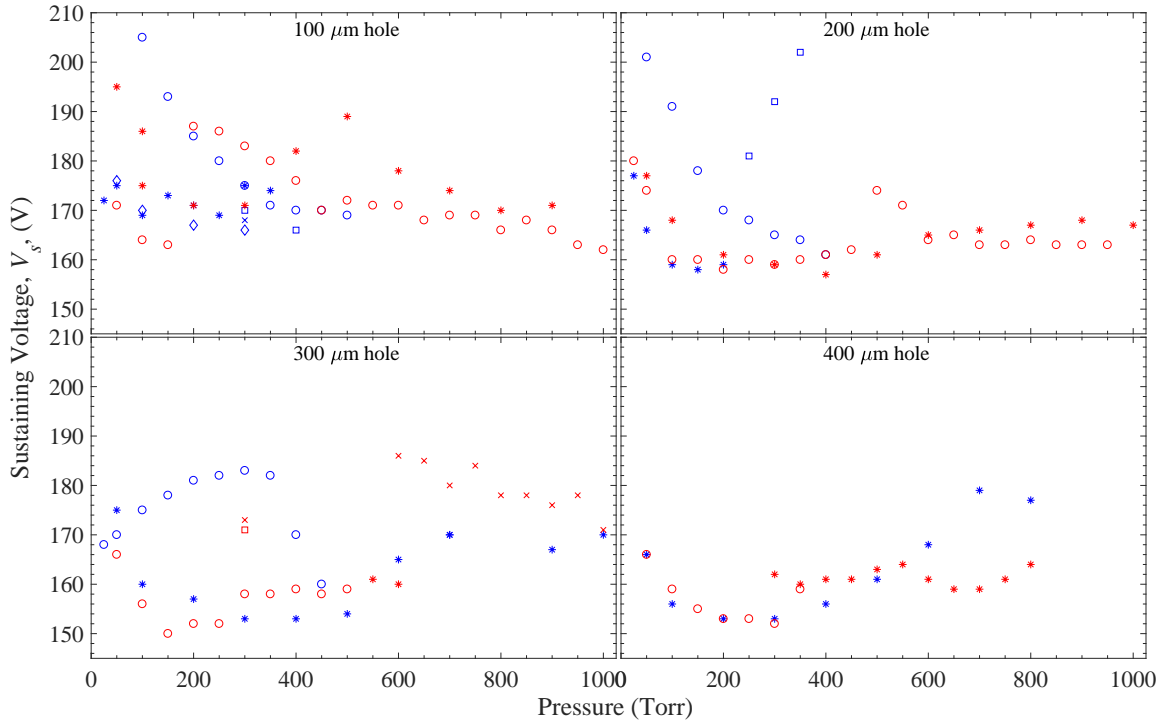 100 μm hole
200 μm hole
210
200
190
180
170
160
150
210
300 μm hole
400 μm hole
200
190
180
170
160
150
0 200 400 600 800 1000 200 400 600 800 1000
Sustaining Voltage, Vs, (V)
Pressure (Torr)